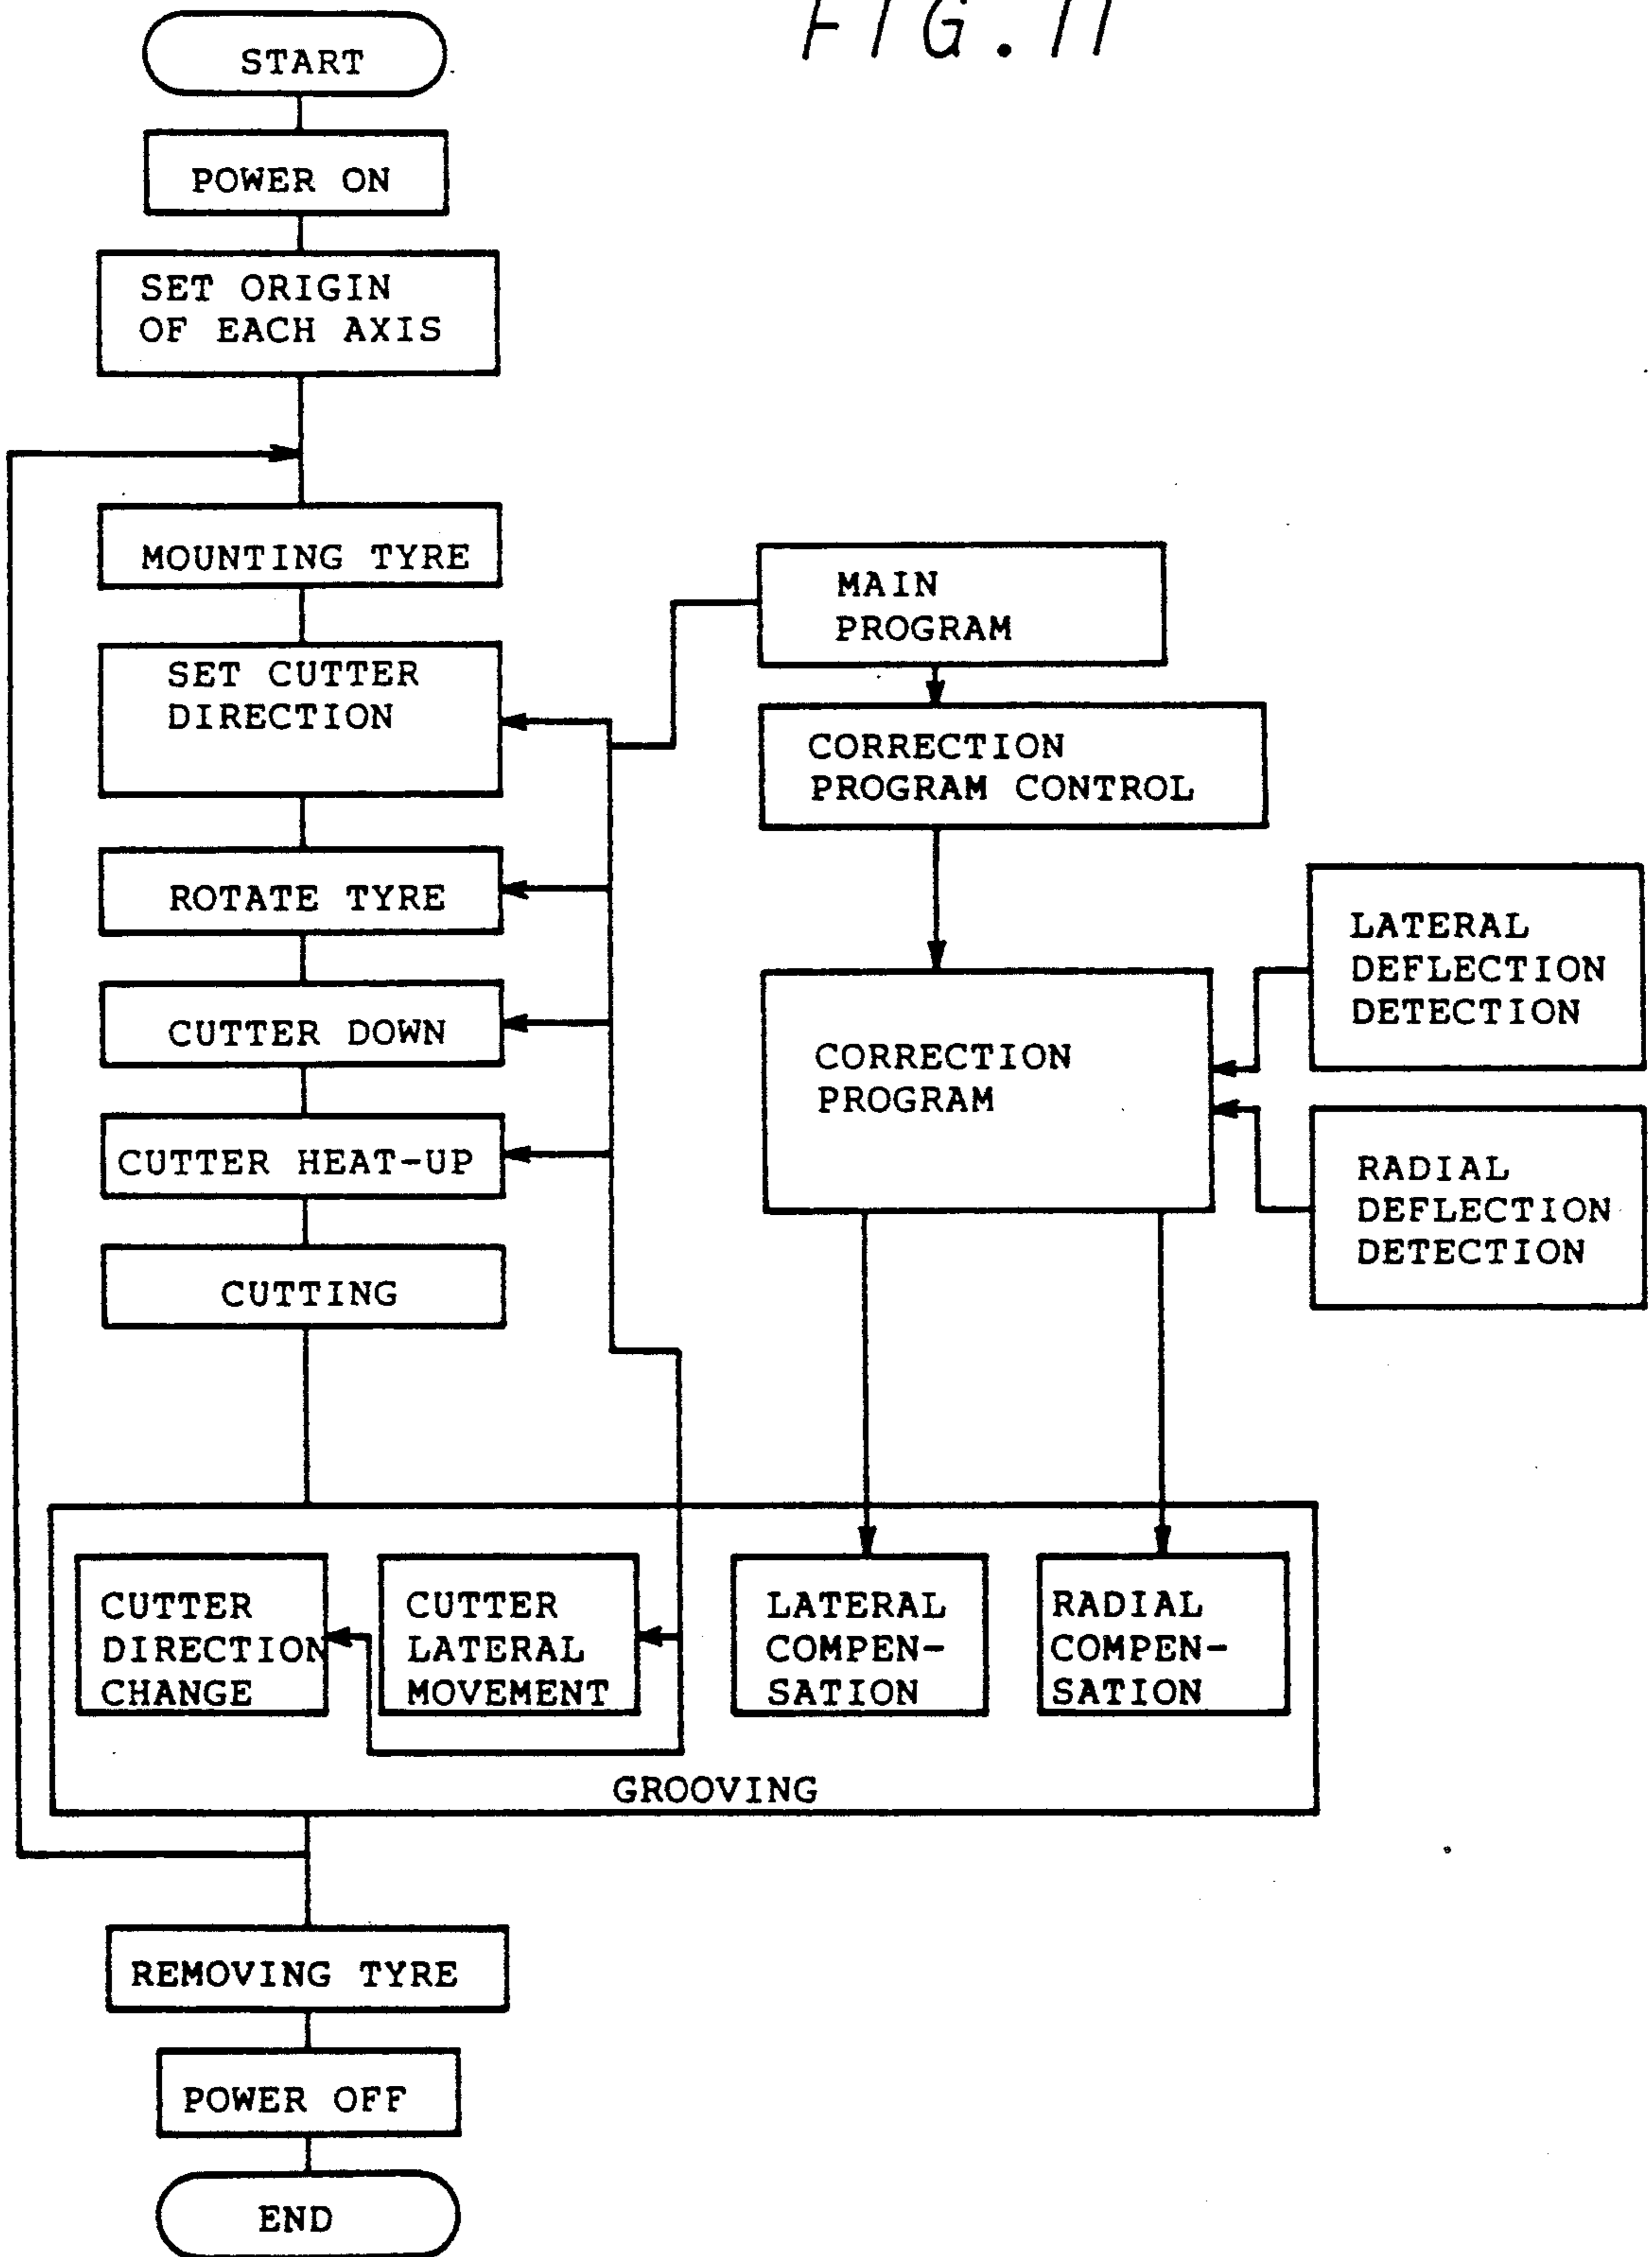 FIG. 11
START
POWER ON
SET ORIGIN
OF EACH AXIS
MOUNTING TYRE
SET CUTTER
DIRECTION
ROTATE TYRE
CUTTER DOWN
CUTTER HEAT-UP
CUTTING
MAIN
PROGRAM
CORRECTION
PROGRAM CONTROL
CORRECTION
PROGRAM
LATERAL
DEFLECTION
DETECTION
RADIAL
DEFLECTION
DETECTION
CUTTER
DIRECTION
CHANGE
CUTTER
LATERAL
MOVEMENT
LATERAL
COMPEN-
SATION
RADIAL
COMPEN-
SATION
GROOVING
REMOVING TYRE
POWER OFF
END